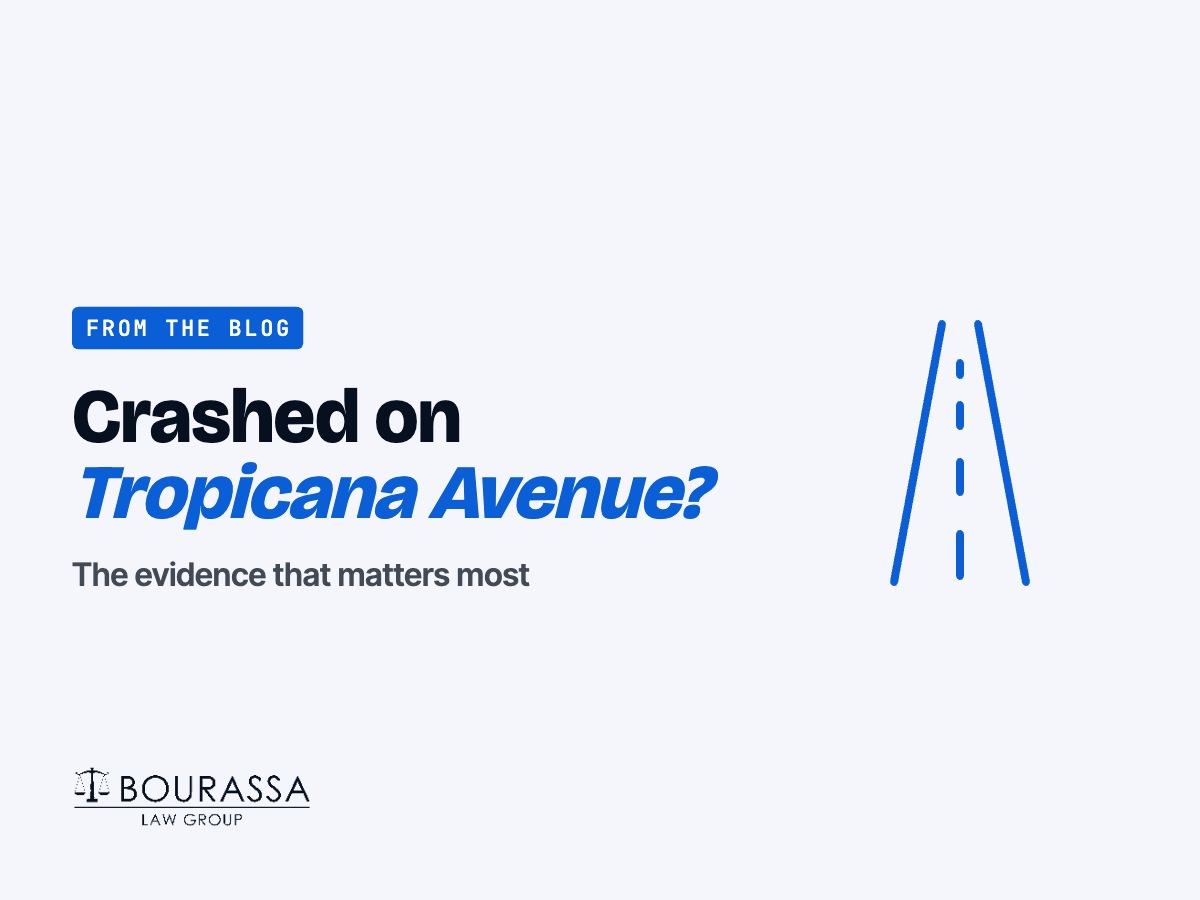 FROM THE BLOG
Crashed on
Tropicana Avenue?
The evidence that matters most
BOURASSA
LAW GROUP